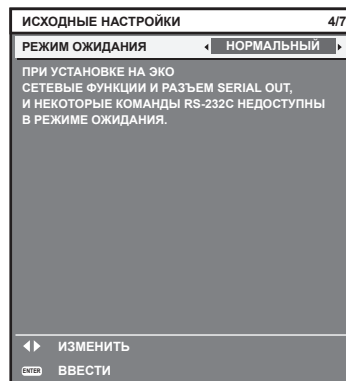 ИСХОДНЫЕ НАСТРОЙКИ 4/7
РЕЖИМ ОЖИДАНИЯ НОРМАЛЬНЫЙ
ПРИ УСТАНОВКЕ НА ЭКО
СЕТЕВЫЕ ФУНКЦИИ И РАЗЪЕМ SERIAL OUT,
И НЕКОТОРЫЕ КОМАНДЫ RS-232C НЕДОСТУПНЫ
В РЕЖИМЕ ОЖИДАНИЯ.
ИЗМЕНИТЬ
ENTER ВВЕСТИ